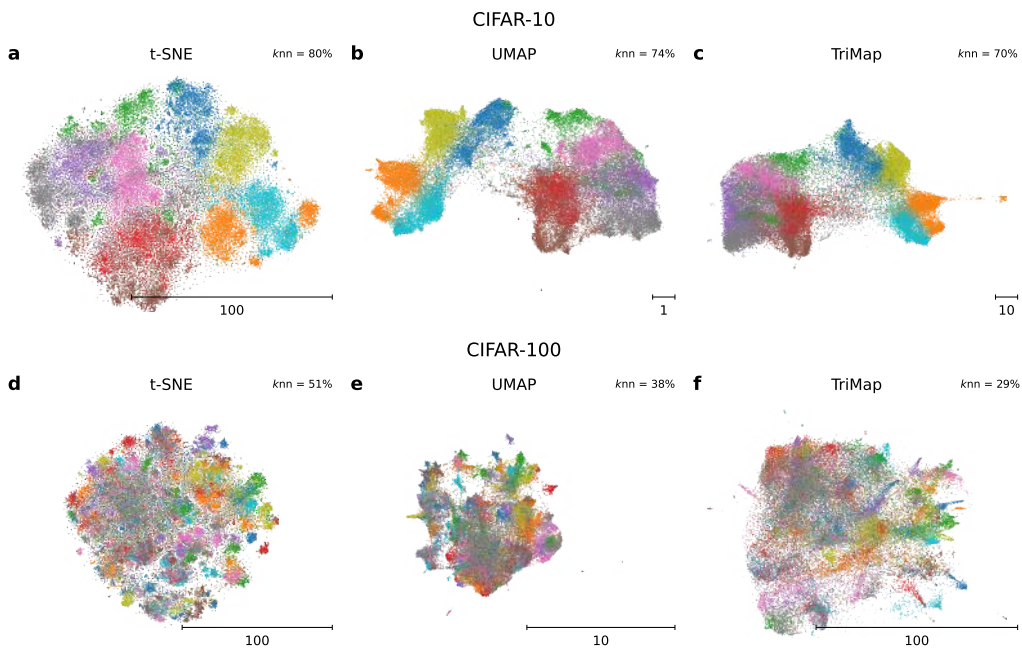 CIFAR-10
a t-SNE knn = 80%
b UMAP knn = 74%
c TriMap knn = 70%
100
1
10
CIFAR-100
d t-SNE knn = 51%
e UMAP knn = 38%
f TriMap knn = 29%
100
10
100